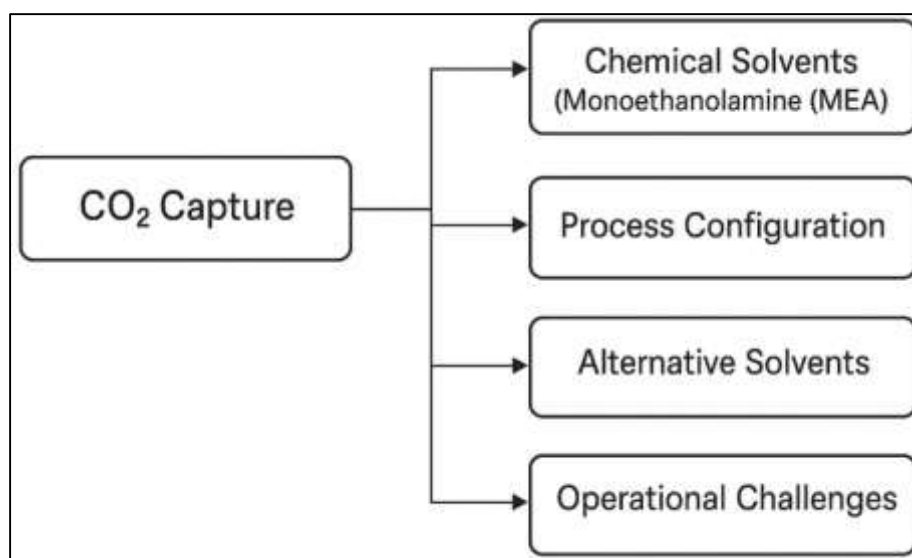 CO₂ Capture
Chemical Solvents
(Monoethanolamine (MEA)
Process Configuration
Alternative Solvents
Operational Challenges